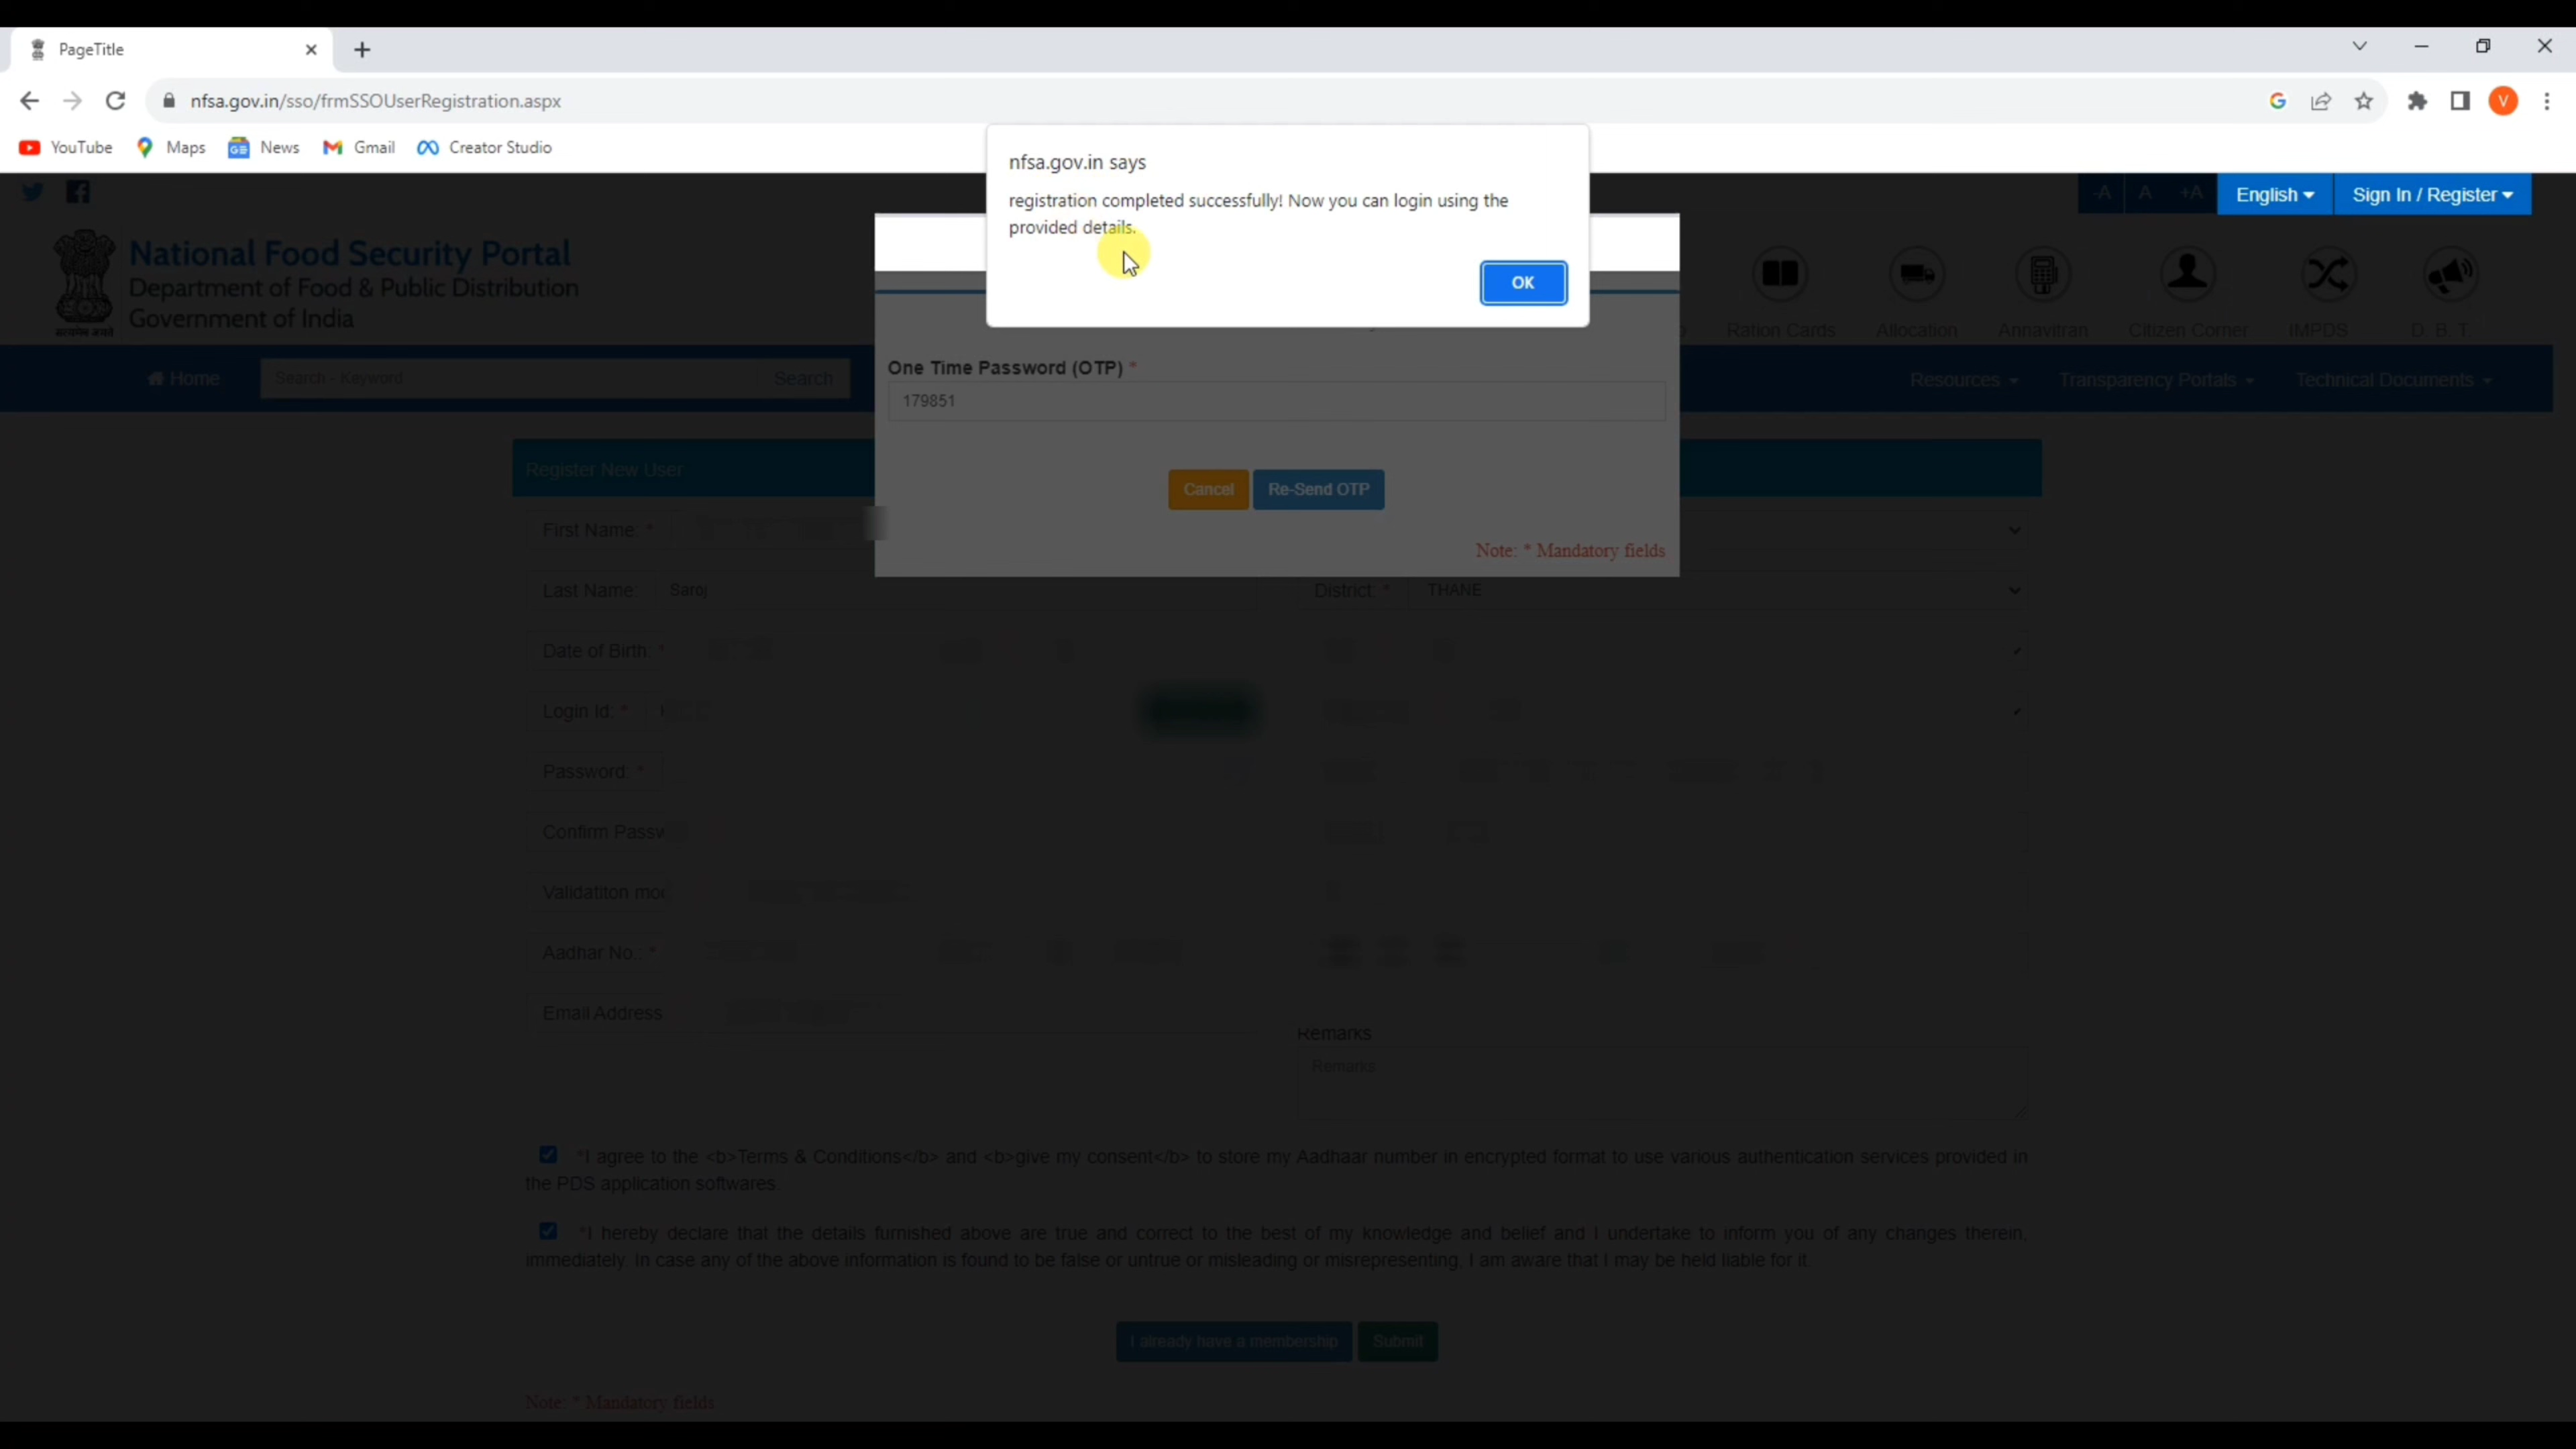 PageTitle
nfsa.gov.in/sso/frmSSOUserRegistration.aspx
V
YouTube Maps News Gmail Creator Studio
nfsa.gov.in says
registration completed successfully! Now you can login using the
provided details.
OK
-A A +A English Sign In / Register
National Food Security Portal
Department of Food & Public Distribution
Government of India
सत्यमेव जयते
Ration Cards Allocation Annavitran Citizen Corner IMPDS D. B. T.
Home Search - Keyword Search Resources Transparency Portals Technical Documents
One Time Password (OTP) *
179851
Cancel Re-Send OTP
Note: * Mandatory fields
Register New User
First Name: *
Last Name: Saroj District: * THANE
Date of Birth: *
Login Id: *
Password: *
Confirm Passw
Validatiton mod
Aadhar No.: *
Email Address
Remarks
Remarks
*I agree to the <b>Terms & Conditions</b> and <b>give my consent</b> to store my Aadhaar number in encrypted format to use various authentication services provided in
the PDS application softwares.
*I hereby declare that the details furnished above are true and correct to the best of my knowledge and belief and I undertake to inform you of any changes therein,
immediately. In case any of the above information is found to be false or untrue or misleading or misrepresenting, I am aware that I may be held liable for it.
I already have a membership Submit
Note: * Mandatory fields